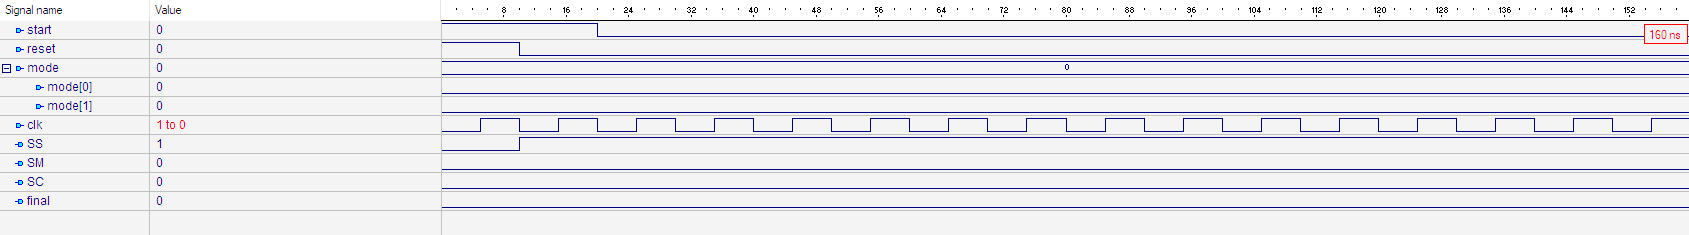 Signal name Value 8 16 24 32 40 48 56 64 72 80 88 96 104 112 120 128 136 144 152
start 0 160 ns
reset 0
mode 0 0
mode[0] 0
mode[1] 0
clk 1 to 0
SS 1
SM 0
SC 0
final 0